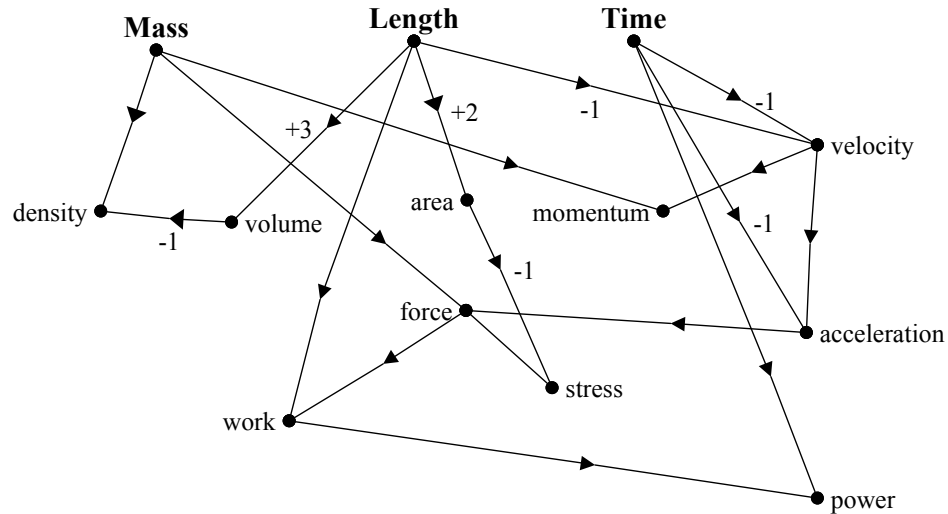 Mass
Length
Time
+3
+2
-1
-1
velocity
density
-1
volume
area
momentum
-1
-1
force
acceleration
stress
work
power